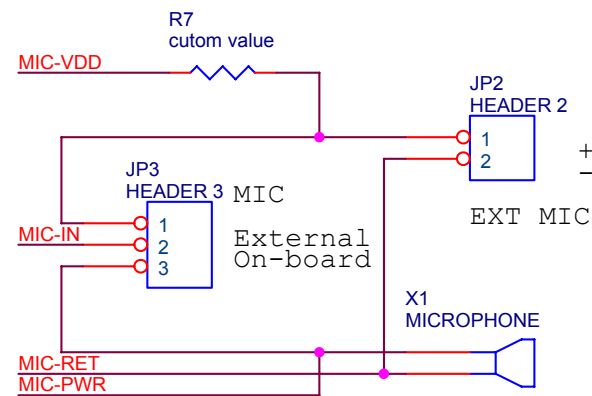 R7
cutom value
MIC-VDD
JP2
HEADER 2
1
2
+
-
EXT MIC
JP3
HEADER 3
MIC
1
2
3
External
On-board
MIC-IN
X1
MICROPHONE
MIC-RET
MIC-PWR